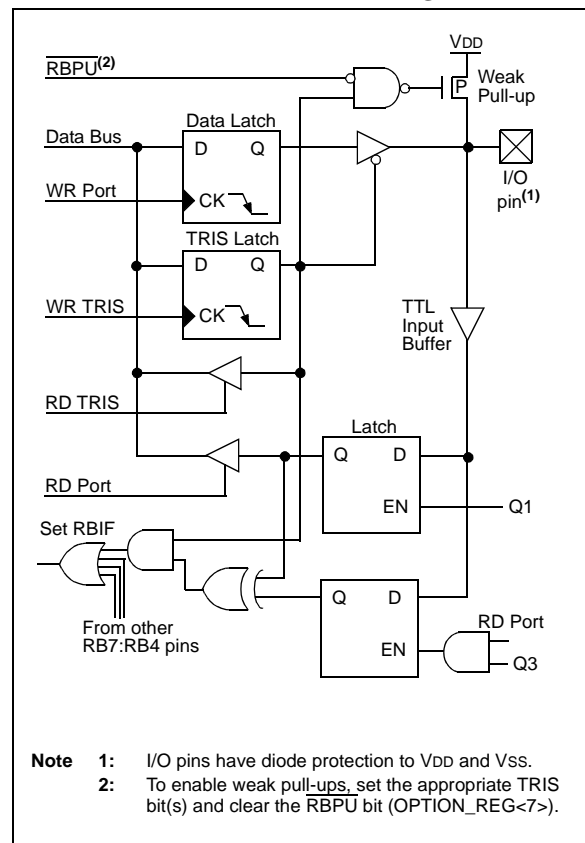 VDD
RBPU(2)
P
Weak
Pull-up
Data Latch
Data Bus
D Q
I/O
pin(1)
WR Port
CK
TRIS Latch
D Q
WR TRIS
CK
TTL
Input
Buffer
RD TRIS
Latch
Q D
RD Port
EN
Q1
Set RBIF
Q D
RD Port
From other
RB7:RB4 pins
EN
Q3
Note 1: I/O pins have diode protection to VDD and VSS.
2: To enable weak pull-ups, set the appropriate TRIS
bit(s) and clear the RBPU bit (OPTION_REG<7>).